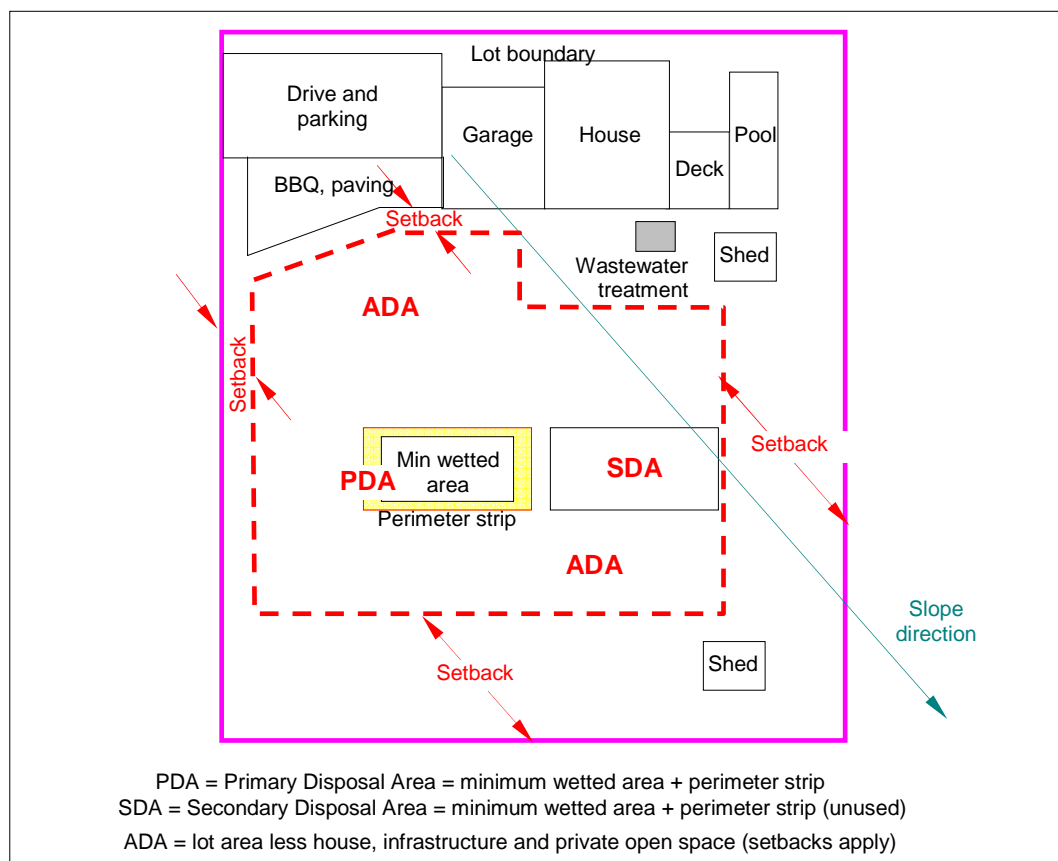 Lot boundary
Drive and
parking
Garage
House
Pool
Deck
BBQ, paving
Setback
Shed
Wastewater
treatment
ADA
Setback
Setback
Min wetted
area
PDA
SDA
Perimeter strip
ADA
Slope
direction
Shed
Setback
PDA = Primary Disposal Area = minimum wetted area + perimeter strip
SDA = Secondary Disposal Area = minimum wetted area + perimeter strip (unused)
ADA = lot area less house, infrastructure and private open space (setbacks apply)